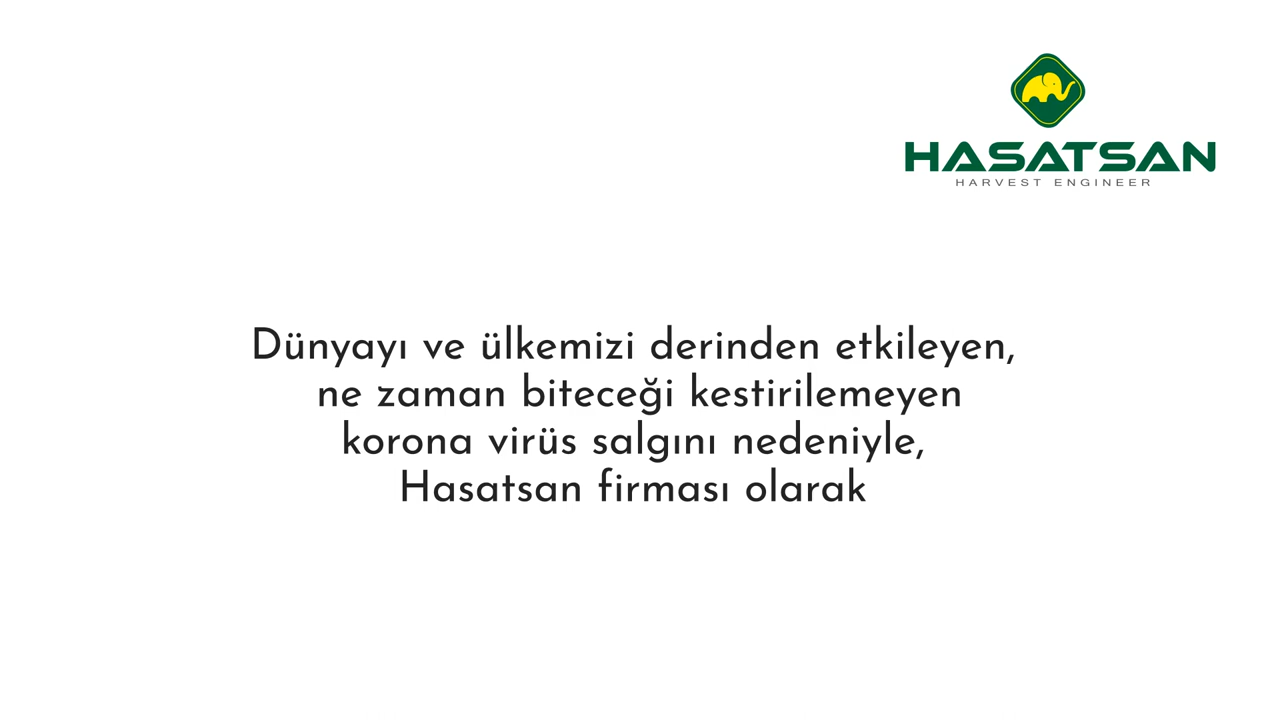 HASATSAN
HARVEST ENGINEER
Dünyayı ve ülkemizi derinden etkileyen,
ne zaman biteceği kestirilemeyen
korona virüs salgını nedeniyle,
Hasatsan firması olarak